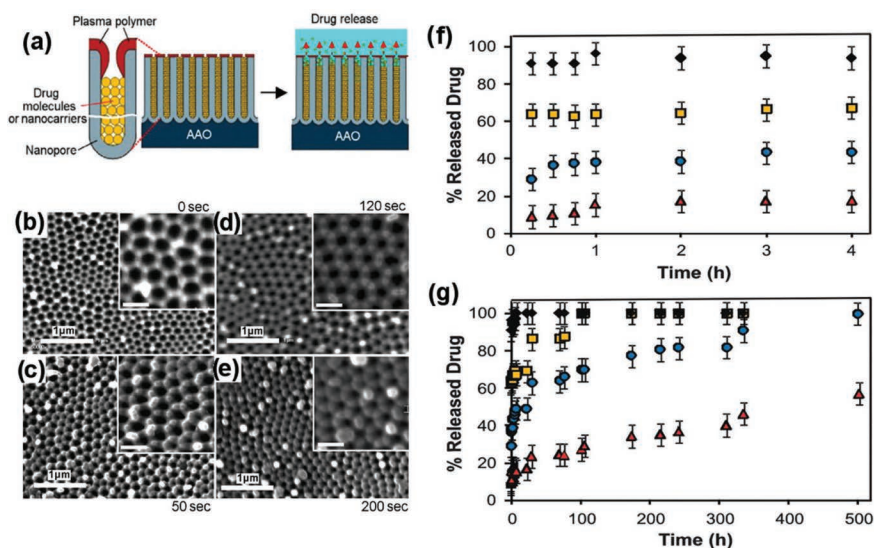 (a)
Plasma polymer
Drug
molecules
or nanocarriers
Nanopore
AAO
Drug release
AAO
(b)
0 sec
1µm
(d)
120 sec
1µm
(c)
1µm
50 sec
(e)
1µm
200 sec
(f)
% Released Drug
100
80
60
40
20
0
0
1
2
3
4
Time (h)
(g)
% Released Drug
100
80
60
40
20
0
0
100
200
300
400
500
Time (h)